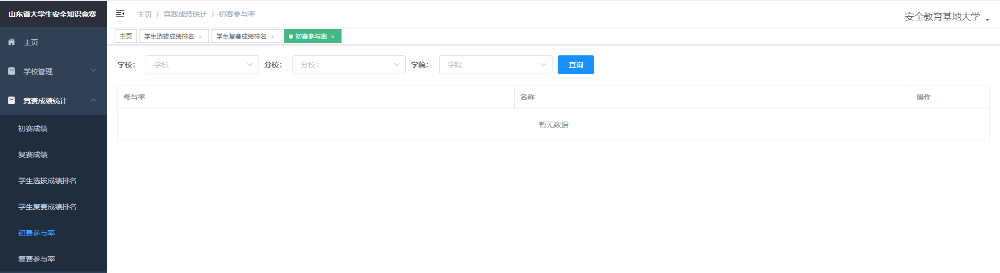 山东省大学生安全知识竞赛
主页 / 竞赛成绩统计 / 初赛参与率
安全教育基地大学
主页
学生选拔成绩排名 ×
学生复赛成绩排名 ×
初赛参与率 ×
主页
学校管理
竞赛成绩统计
初赛成绩
复赛成绩
学生选拔成绩排名
学生复赛成绩排名
初赛参与率
复赛参与率
学校： 学校
分校： 分校：
学院： 学院
查询
参与率 名称 操作
暂无数据